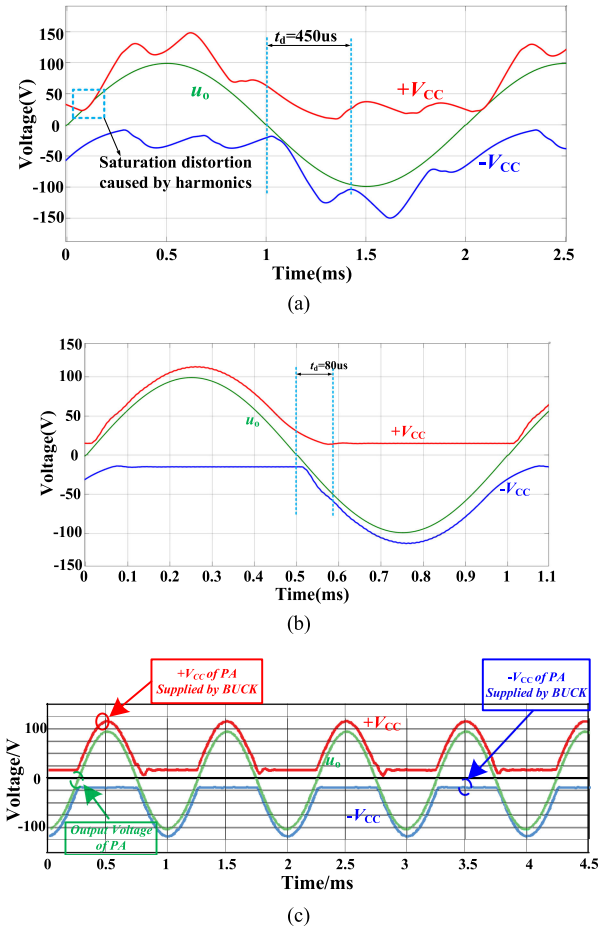 150
100
50
0
-50
-100
-150
Voltage(V)
td=450us
uo
+VCC
-VCC
Saturation distortion
caused by harmonics
0
0.5
1
1.5
2
2.5
Time(ms)
(a)
150
100
50
0
-50
-100
-150
Voltage(V)
td=80us
uo
+VCC
-VCC
0
0.1
0.2
0.3
0.4
0.5
0.6
0.7
0.8
0.9
1
1.1
Time(ms)
(b)
+VCC of PA
Supplied by BUCK
-VCC of PA
Supplied by BUCK
100
0
-100
Voltage/V
+VCC
uo
-VCC
Output Voltage
of PA
0
0.5
1
1.5
2
2.5
3
3.5
4
4.5
Time/ms
(c)